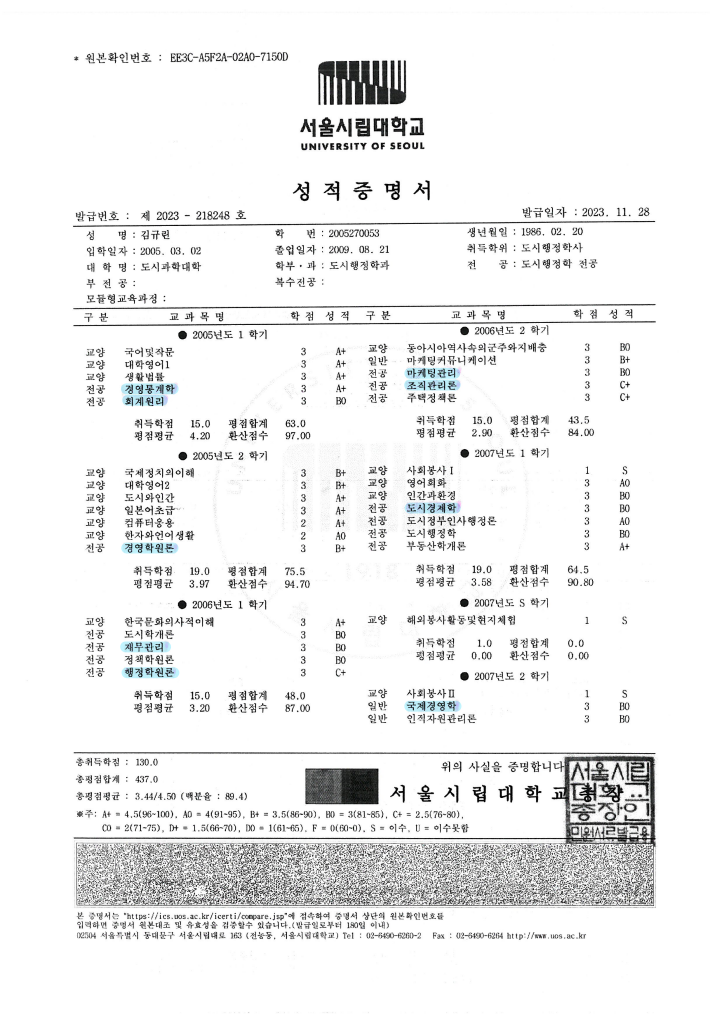 * 원본확인번호 : EE3C-A5F2A-02A0-7150D
서울시립대학교
UNIVERSITY OF SEOUL
성적증명서
발급번호 : 제 2023 - 218248 호
발급일자 : 2023. 11. 28
성 명 : 김규린
학 번 : 2005270053
생년월일 : 1986. 02. 20
입학일자 : 2005. 03. 02
졸업일자 : 2009. 08. 21
취득학위 : 도시행정학사
대 학 명 : 도시과학대학
학부·과 : 도시행정학과
전 공 : 도시행정학 전공
부 전 공 :
복수전공 :
모듈형교육과정 :
구 분 교 과 목 명 학 점 성 적
● 2005년도 1 학기
교양 국어및작문 3 A+
교양 대학영어1 3 A+
교양 생활법률 3 A+
전공 경영통계학 3 A+
전공 회계원리 3 B0
취득학점 15.0 평점합계 63.0
평점평균 4.20 환산점수 97.00
● 2005년도 2 학기
교양 국제정치의이해 3 B+
교양 대학영어2 3 B+
교양 도시와인간 3 A+
교양 일본어초급 3 A+
교양 컴퓨터응용 2 A+
교양 한자와언어생활 2 A0
전공 경영학원론 3 B+
취득학점 19.0 평점합계 75.5
평점평균 3.97 환산점수 94.70
● 2006년도 1 학기
교양 한국문화의사적이해 3 A+
전공 도시학개론 3 B0
전공 재무관리 3 B0
전공 정책학원론 3 B0
전공 행정학원론 3 C+
취득학점 15.0 평점합계 48.0
평점평균 3.20 환산점수 87.00
구 분 교 과 목 명 학 점 성 적
● 2006년도 2 학기
교양 동아시아역사속의군주와지배층 3 B0
일반 마케팅커뮤니케이션 3 B+
전공 마케팅관리 3 B0
전공 조직관리론 3 C+
전공 주택정책론 3 C+
취득학점 15.0 평점합계 43.5
평점평균 2.90 환산점수 84.00
● 2007년도 1 학기
교양 사회봉사Ⅰ 1 S
교양 영어회화 3 A0
교양 인간과환경 3 B0
전공 도시경제학 3 B0
전공 도시정부인사행정론 3 A0
전공 도시행정학 3 B0
전공 부동산학개론 3 A+
취득학점 19.0 평점합계 64.5
평점평균 3.58 환산점수 90.80
● 2007년도 S 학기
교양 해외봉사활동및현지체험 1 S
취득학점 1.0 평점합계 0.0
평점평균 0.00 환산점수 0.00
● 2007년도 2 학기
교양 사회봉사Ⅱ 1 S
일반 국제경영학 3 B0
일반 인적자원관리론 3 B0
총취득학점 : 130.0
총평점합계 : 437.0
총평점평균 : 3.44/4.50 (백분율 : 89.4)
위의 사실을 증명합니다
서울시립대학교총장
서울시립
대학교
총장인
민원서류발급용
※주: A+ = 4.5(96-100), A0 = 4(91-95), B+ = 3.5(86-90), B0 = 3(81-85), C+ = 2.5(76-80),
C0 = 2(71-75), D+ = 1.5(66-70), D0 = 1(61-65), F = 0(60-0), S = 이수, U = 이수못함
본 증명서는 "https://ics.uos.ac.kr/icerti/compare.jsp"에 접속하여 증명서 상단의 원본확인번호를
입력하면 증명서 원본대조 및 유효성을 검증할수 있습니다.(발급일로부터 180일 이내)
02504 서울특별시 동대문구 서울시립대로 163 (전농동, 서울시립대학교) Tel : 02-6490-6260-2 Fax : 02-6490-6264 http://www.uos.ac.kr